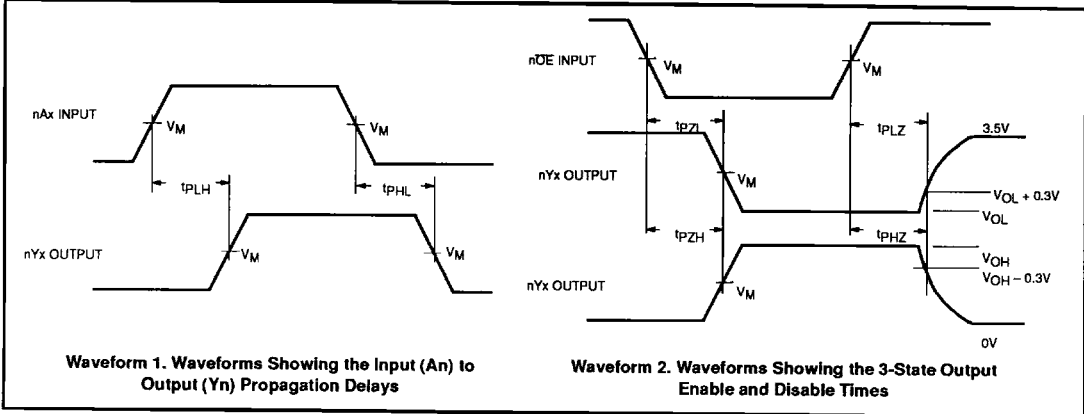 nAx INPUT
VM
VM
tPLH
tPHL
nYx OUTPUT
VM
VM
Waveform 1. Waveforms Showing the Input (An) to
Output (Yn) Propagation Delays
nOE INPUT
VM
VM
tPZL
tPLZ
3.5V
nYx OUTPUT
VM
VOL + 0.3V
VOL
tPZH
tPHZ
VOH
VOH – 0.3V
nYx OUTPUT
VM
0V
Waveform 2. Waveforms Showing the 3-State Output
Enable and Disable Times